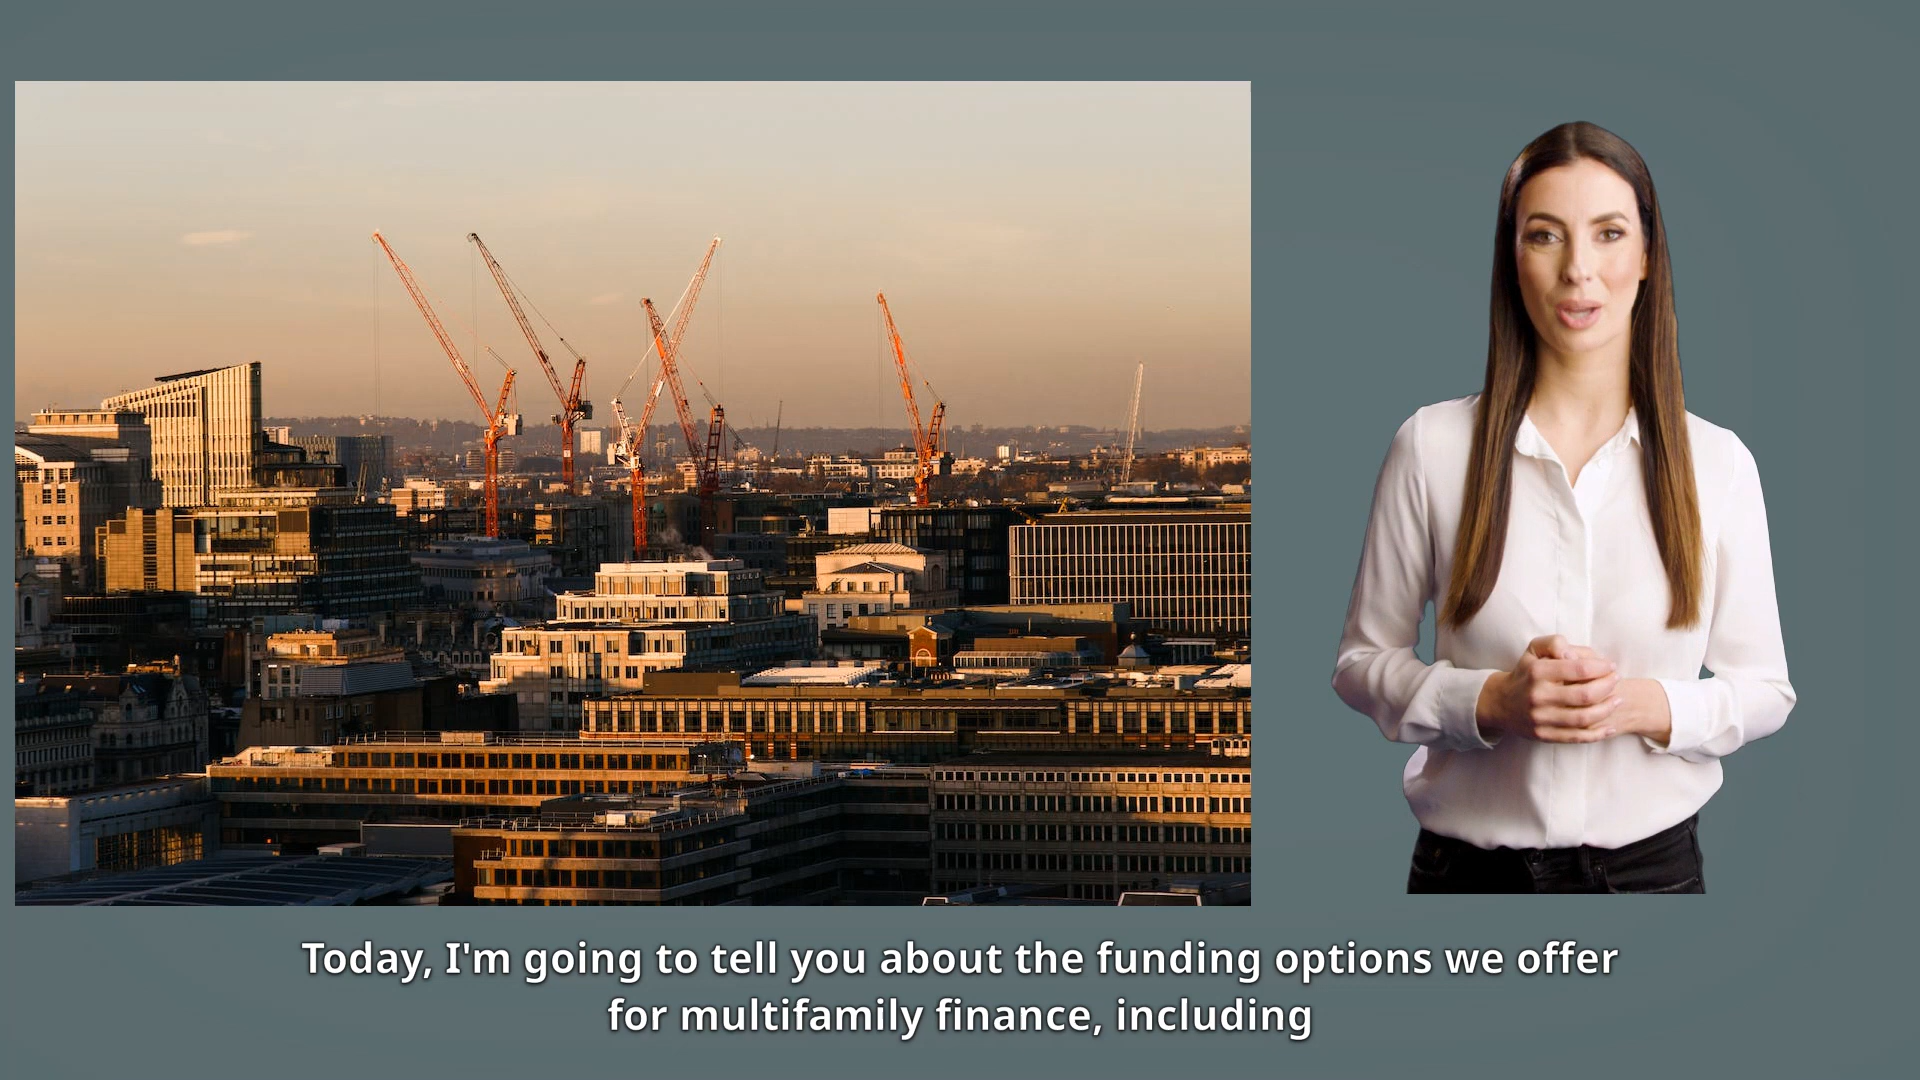 Today, I'm going to tell you about the funding options we offer
for multifamily finance, including